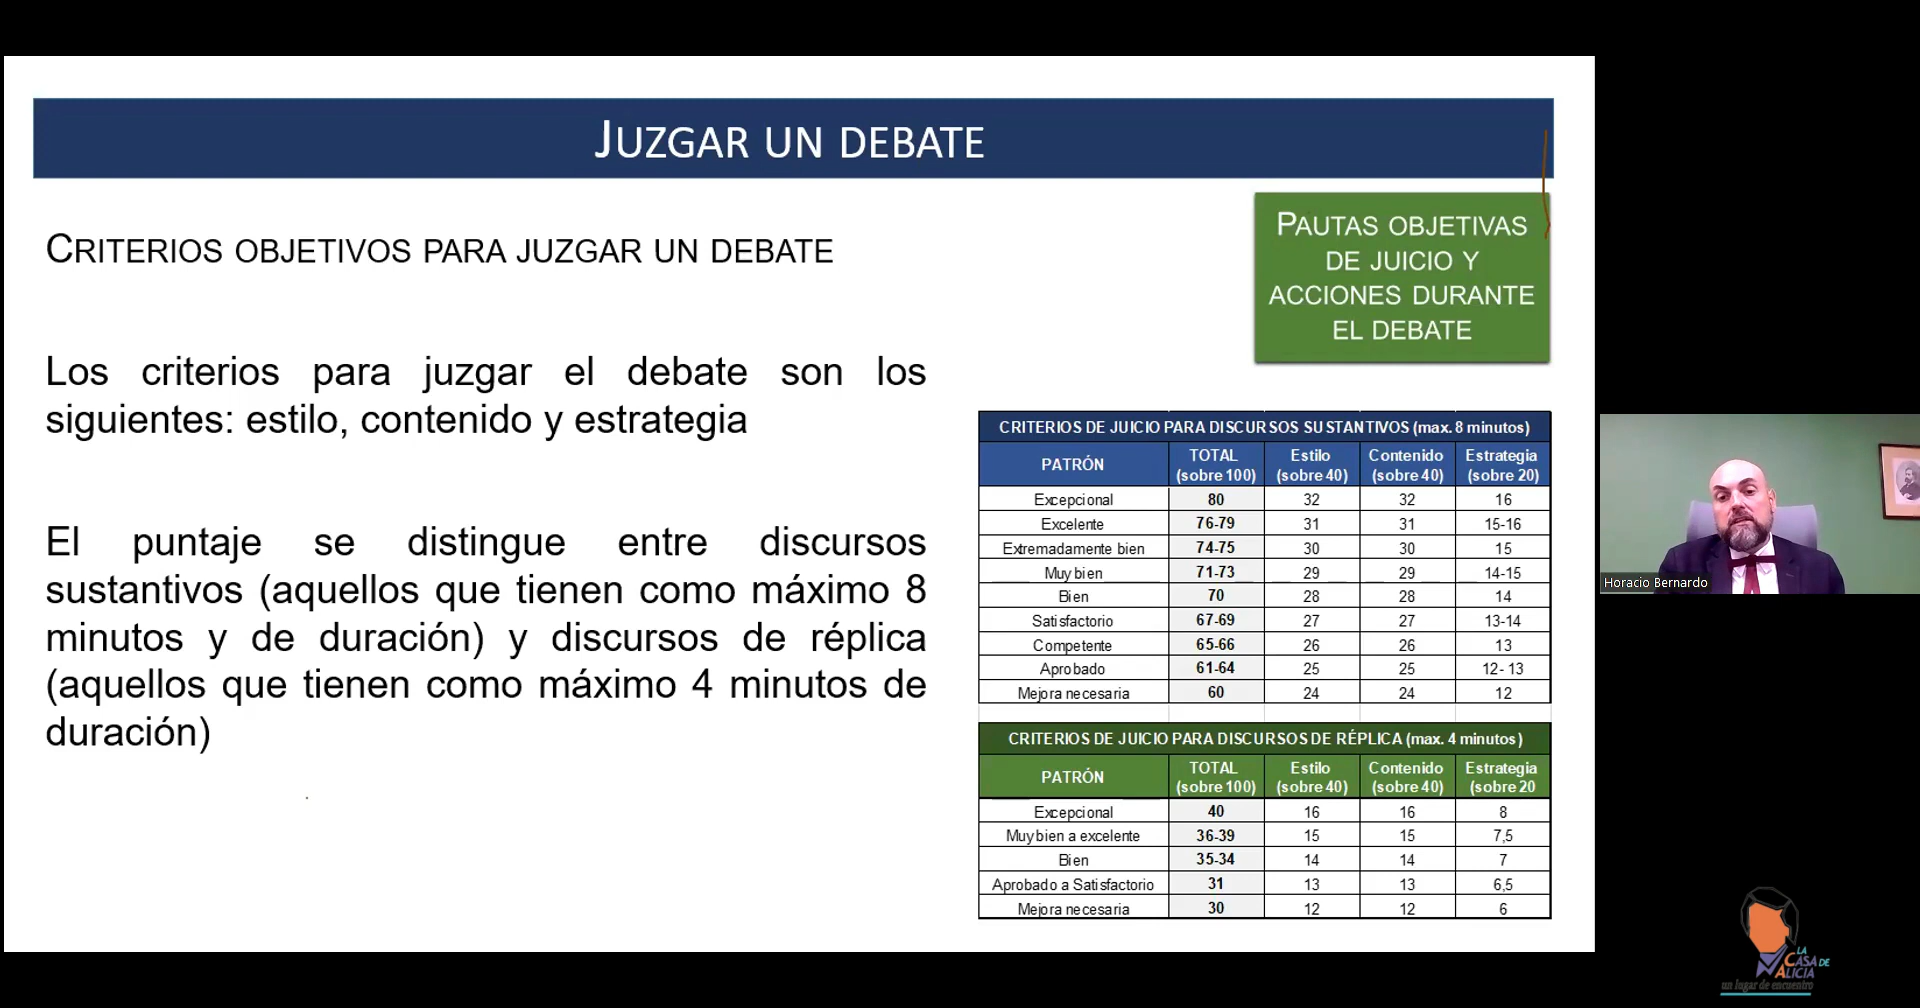 JUZGAR UN DEBATE
CRITERIOS OBJETIVOS PARA JUZGAR UN DEBATE
PAUTAS OBJETIVAS
DE JUICIO Y
ACCIONES DURANTE
EL DEBATE
Los criterios para juzgar el debate son los
siguientes: estilo, contenido y estrategia
El puntaje se distingue entre discursos
sustantivos (aquellos que tienen como máximo 8
minutos y de duración) y discursos de réplica
(aquellos que tienen como máximo 4 minutos de
duración)
CRITERIOS DE JUICIO PARA DISCURSOS SUSTANTIVOS (max. 8 minutos)
PATRÓN TOTAL (sobre 100) Estilo (sobre 40) Contenido (sobre 40) Estrategia (sobre 20)
Excepcional 80 32 32 16
Excelente 76-79 31 31 15-16
Extremadamente bien 74-75 30 30 15
Muy bien 71-73 29 29 14-15
Bien 70 28 28 14
Satisfactorio 67-69 27 27 13-14
Competente 65-66 26 26 13
Aprobado 61-64 25 25 12- 13
Mejora necesaria 60 24 24 12
CRITERIOS DE JUICIO PARA DISCURSOS DE RÉPLICA (max. 4 minutos)
PATRÓN TOTAL (sobre 100) Estilo (sobre 40) Contenido (sobre 40) Estrategia (sobre 20
Excepcional 40 16 16 8
Muy bien a excelente 36-39 15 15 7,5
Bien 35-34 14 14 7
Aprobado a Satisfactorio 31 13 13 6,5
Mejora necesaria 30 12 12 6
Horacio Bernardo
LA
CASA DE
ALICIA
un lugar de encuentro